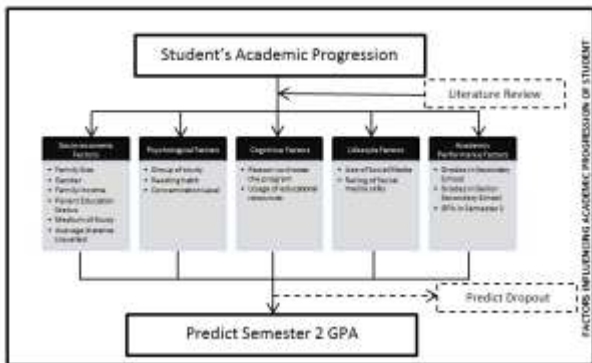 Student's Academic Progression
Literature Review
Socioeconomic
Factors
Family Size
Gender
Family Income
Parent Education
Status
Medium of Study
Average distance
travelled
Psychological Factors
Group of study
Reading habit
Concentration Level
Cognitive Factors
Reason to choose
the program
Usage of educational
resources
Lifestyle Factors
Use of Social Media
Rating of Social
media skills
Academic
Performance Factors
Grades in Secondary
School
Grades in Senior
Secondary School
GPA in Semester 1
Predict Dropout
Predict Semester 2 GPA
FACTORS INFLUENCING ACADEMIC PROGRESSION OF STUDENT